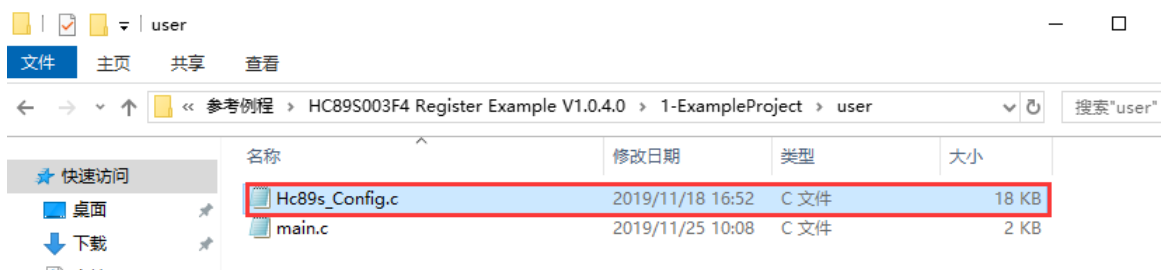 user
文件 主页 共享 查看
« 参考例程 › HC89S003F4 Register Example V1.0.4.0 › 1-ExampleProject › user 搜索"user"
名称 修改日期 类型 大小
快速访问
Hc89s_Config.c 2019/11/18 16:52 C 文件 18 KB
桌面
main.c 2019/11/25 10:08 C 文件 2 KB
下载